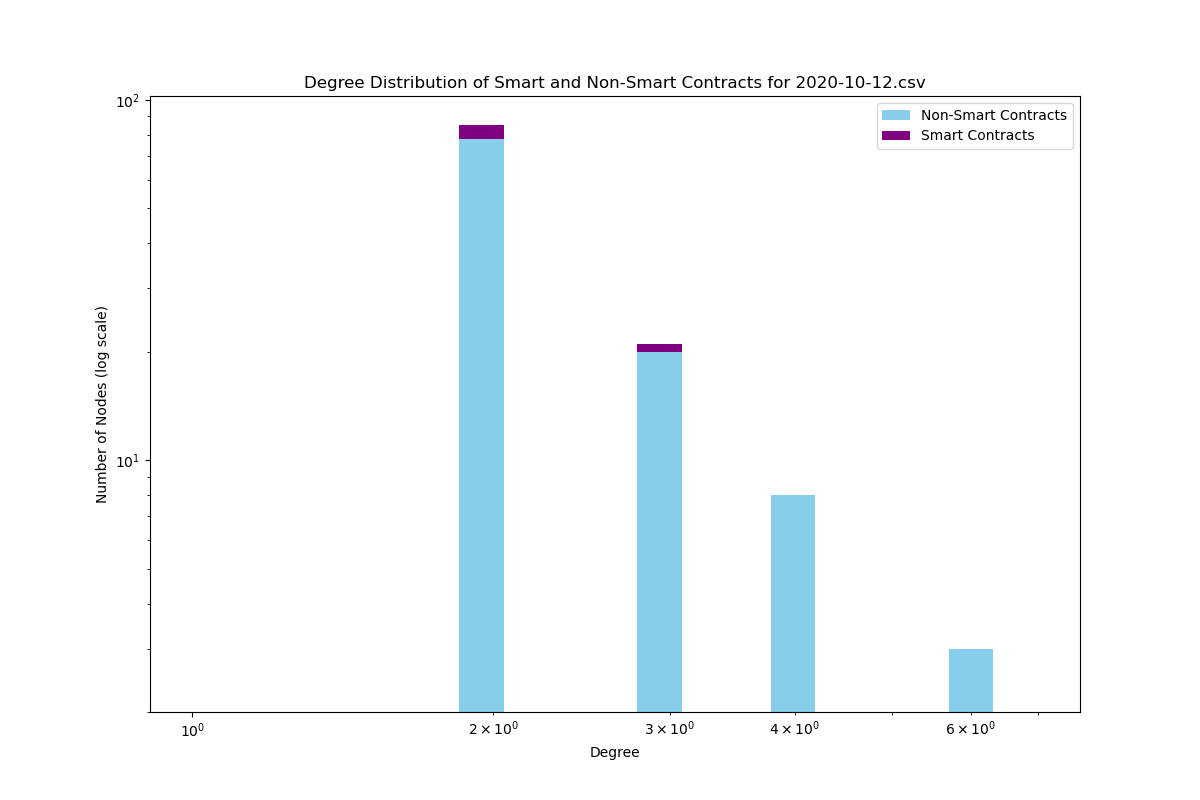 Degree Distribution of Smart and Non-Smart Contracts for 2020-10-12.csv
Non-Smart Contracts
Smart Contracts
10²
10¹
Number of Nodes (log scale)
10⁰
2 × 10⁰
3 × 10⁰
4 × 10⁰
6 × 10⁰
Degree